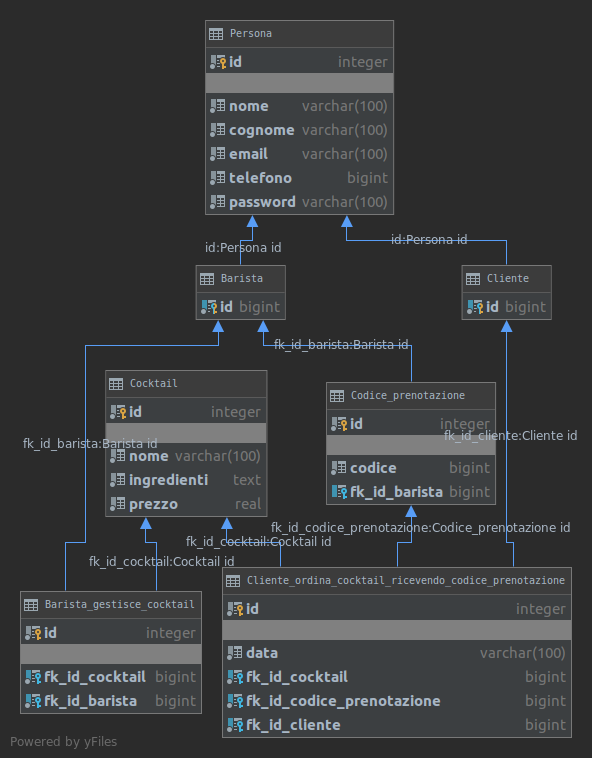 Persona
id integer
nome varchar(100)
cognome varchar(100)
email varchar(100)
telefono bigint
password varchar(100)
id:Persona id
id:Persona id
Barista
id bigint
Cliente
id bigint
fk_id_barista:Barista id
Cocktail
id integer
nome varchar(100)
ingredienti text
prezzo real
Codice_prenotazione
id integer
codice bigint
fk_id_barista bigint
fk_id_barista:Barista id
fk_id_cliente:Cliente id
fk_id_codice_prenotazione:Codice_prenotazione id
fk_id_cocktail:Cocktail id
fk_id_cocktail:Cocktail id
Barista_gestisce_cocktail
id integer
fk_id_cocktail bigint
fk_id_barista bigint
Cliente_ordina_cocktail_ricevendo_codice_prenotazione
id integer
data varchar(100)
fk_id_cocktail bigint
fk_id_codice_prenotazione bigint
fk_id_cliente bigint
Powered by yFiles